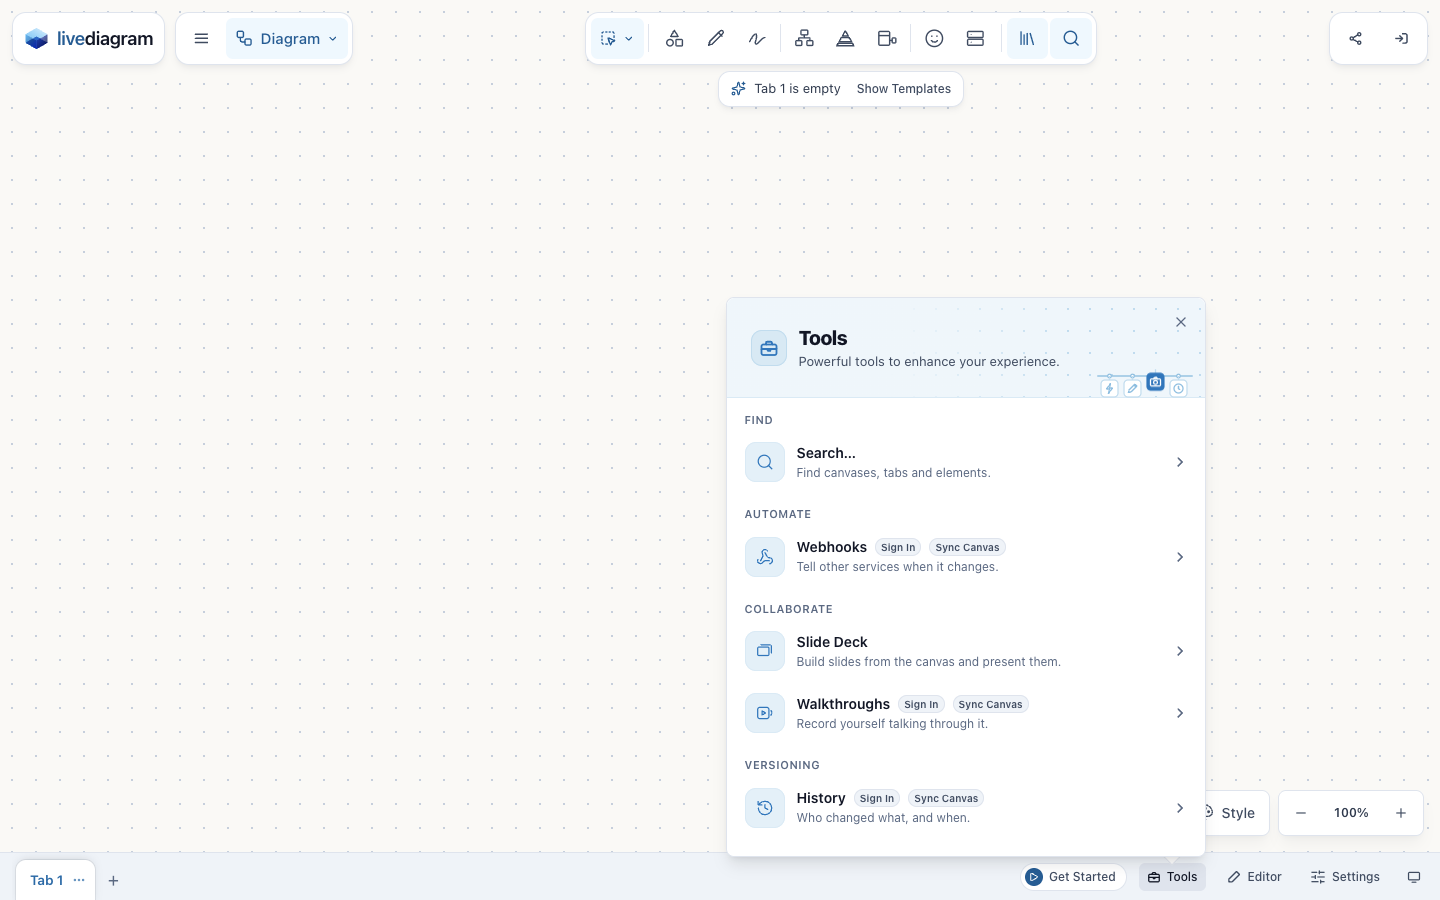 livediagram
Diagram
Tab 1 is empty Show Templates
Tools
Powerful tools to enhance your experience.
FIND
Search...
Find canvases, tabs and elements.
AUTOMATE
Webhooks Sign In Sync Canvas
Tell other services when it changes.
COLLABORATE
Slide Deck
Build slides from the canvas and present them.
Walkthroughs Sign In Sync Canvas
Record yourself talking through it.
VERSIONING
History Sign In Sync Canvas
Who changed what, and when.
Style
100%
Tab 1
Get Started
Tools
Editor
Settings